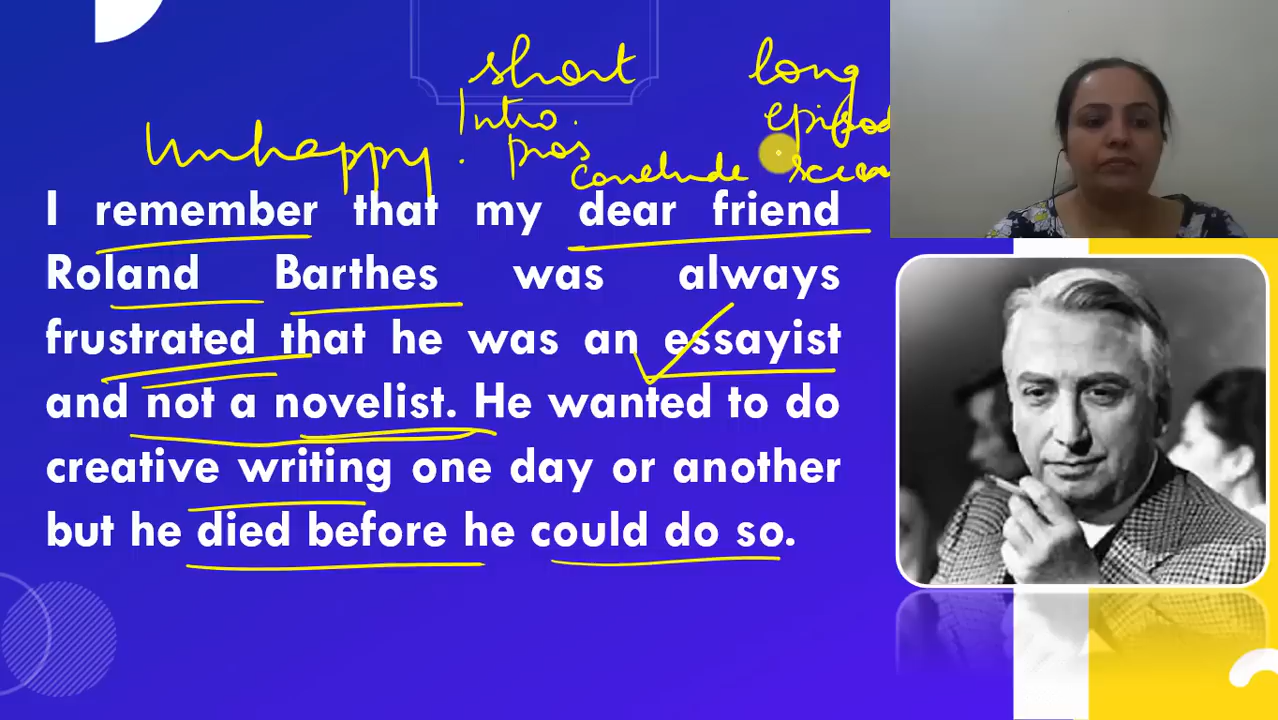 short long
Intro. episod
Unhappy. pros
conclude
I remember that my dear friend
Roland Barthes was always
frustrated that he was an essayist
and not a novelist. He wanted to do
creative writing one day or another
but he died before he could do so.